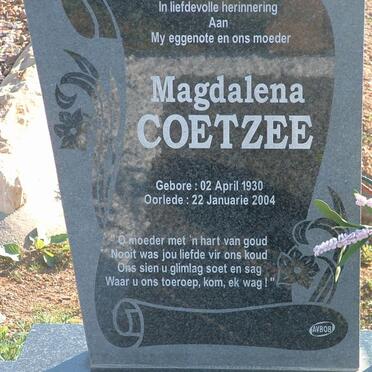 In liefdevolle herinnering
Aan
My eggenote en ons moeder
Magdalena
COETZEE
Gebore : 02 April 1930
Oorlede : 22 Januarie 2004
" O moeder met 'n hart van goud
Nooit was jou liefde vir ons koud
Ons sien u glimlag soet en sag
Waar u ons toeroep, kom, ek wag ! "
AVBOB